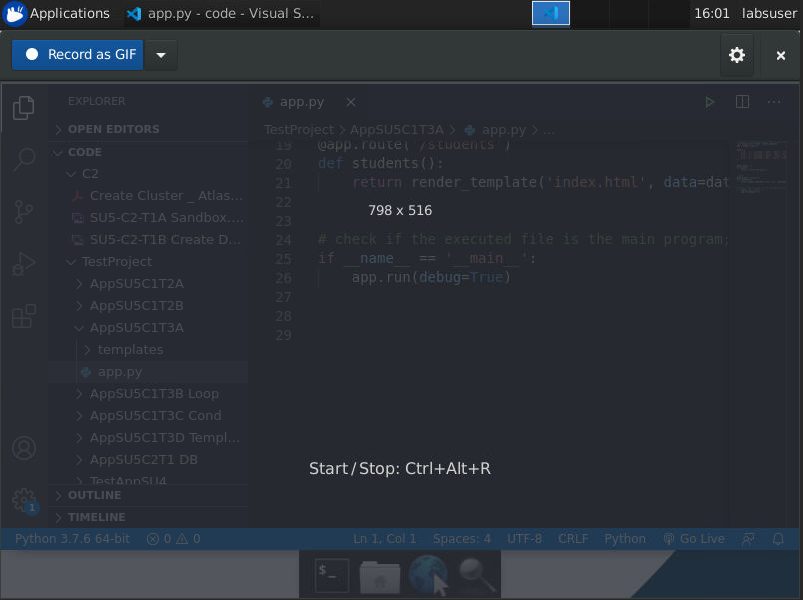 Applications app.py - code - Visual S... 16:01 labsuser
Record as GIF
EXPLORER app.py
OPEN EDITORS TestProject > AppSU5C1T3A > app.py > ...
CODE 19 @app.route('/students')
C2 20 def students():
Create Cluster _ Atlas... 21 return render_template('index.html', data=dat
SU5-C2-T1A Sandbox.... 22 798 x 516
SU5-C2-T1B Create D... 23
24 # check if the executed file is the main program;
TestProject 25 if __name__ == '__main__':
AppSU5C1T2A 26 app.run(debug=True)
AppSU5C1T2B 27
AppSU5C1T3A 28
29
templates
app.py
AppSU5C1T3B Loop
AppSU5C1T3C Cond
AppSU5C1T3D Templ...
AppSU5C2T1 DB
Start/Stop: Ctrl+Alt+R
TestAppSU4
OUTLINE
1
TIMELINE
Python 3.7.6 64-bit 0 0 Ln 1, Col 1 Spaces: 4 UTF-8 CRLF Python Go Live
$_